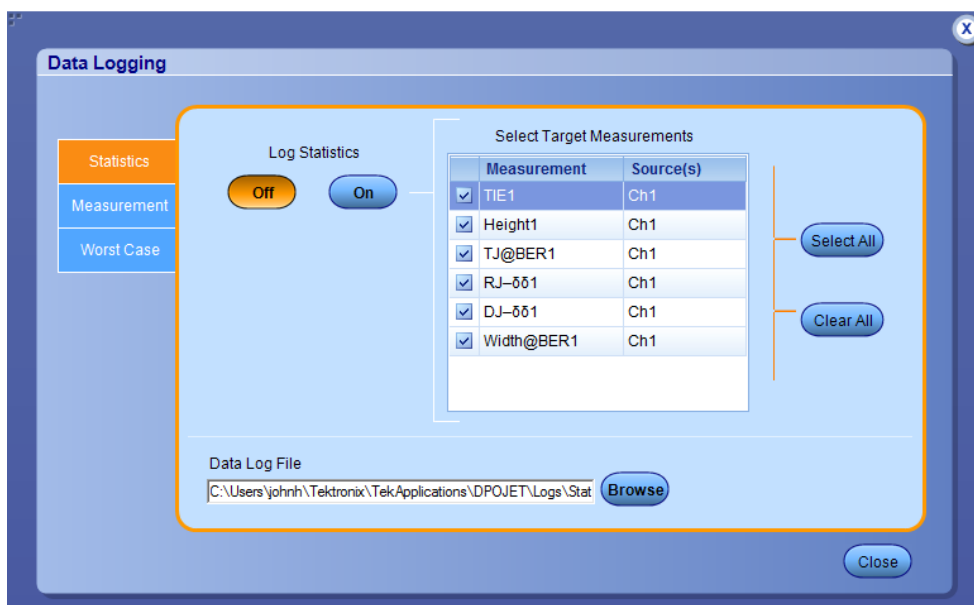 X
Data Logging
Statistics
Measurement
Worst Case
Log Statistics
Off On
Select Target Measurements
Measurement Source(s)
TIE1 Ch1
Height1 Ch1
TJ@BER1 Ch1
RJ–δδ1 Ch1
DJ–δδ1 Ch1
Width@BER1 Ch1
Select All
Clear All
Data Log File
C:\Users\johnh\Tektronix\TekApplications\DPOJET\Logs\Stat
Browse
Close